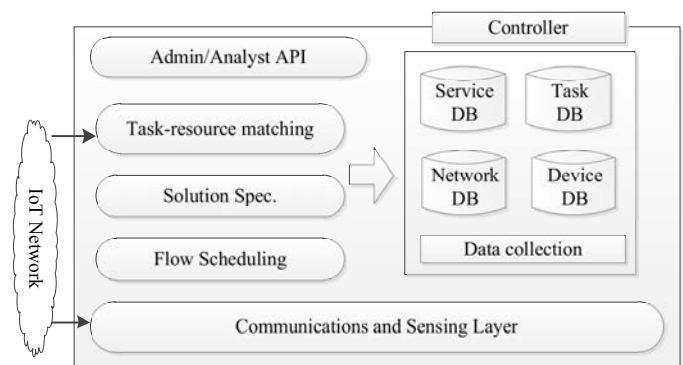 Controller
Admin/Analyst API
Service
DB
Task
DB
Task-resource matching
Network
DB
Device
DB
Solution Spec.
Data collection
Flow Scheduling
IoT Network
Communications and Sensing Layer